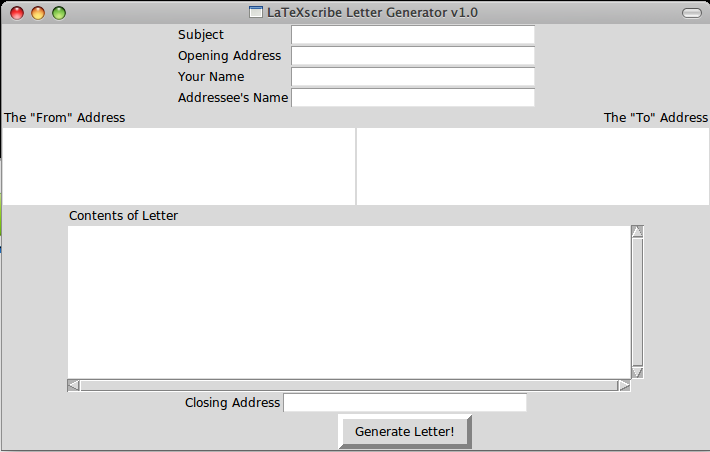 LaTeXscribe Letter Generator v1.0
Subject
Opening Address
Your Name
Addressee's Name
The "From" Address
The "To" Address
Contents of Letter
Closing Address
Generate Letter!